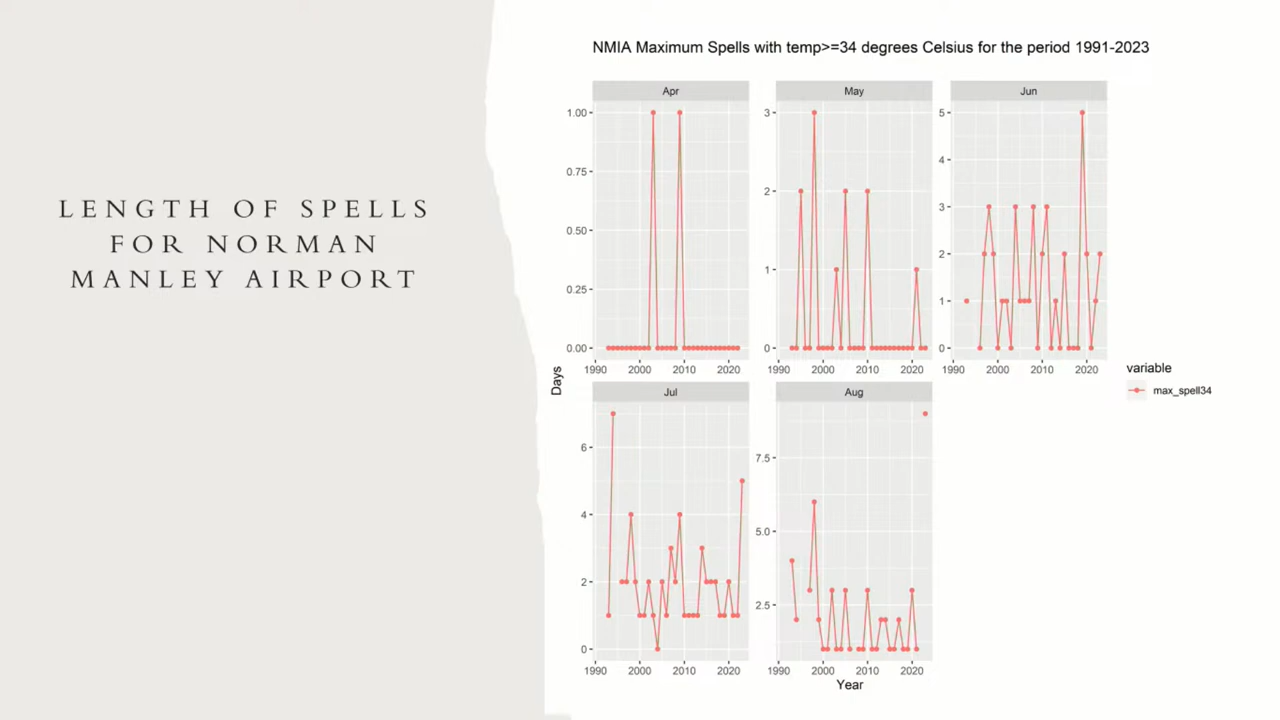 LENGTH OF SPELLS
FOR NORMAN
MANLEY AIRPORT
NMIA Maximum Spells with temp>=34 degrees Celsius for the period 1991-2023
Apr
May
Jun
1.00
0.75
0.50
0.25
0.00
3
2
1
0
5
4
3
2
1
0
1990 2000 2010 2020
1990 2000 2010 2020
1990 2000 2010 2020
Days
Jul
Aug
6
4
2
0
7.5
5.0
2.5
1990 2000 2010 2020
1990 2000 2010 2020
Year
variable
max_spell34